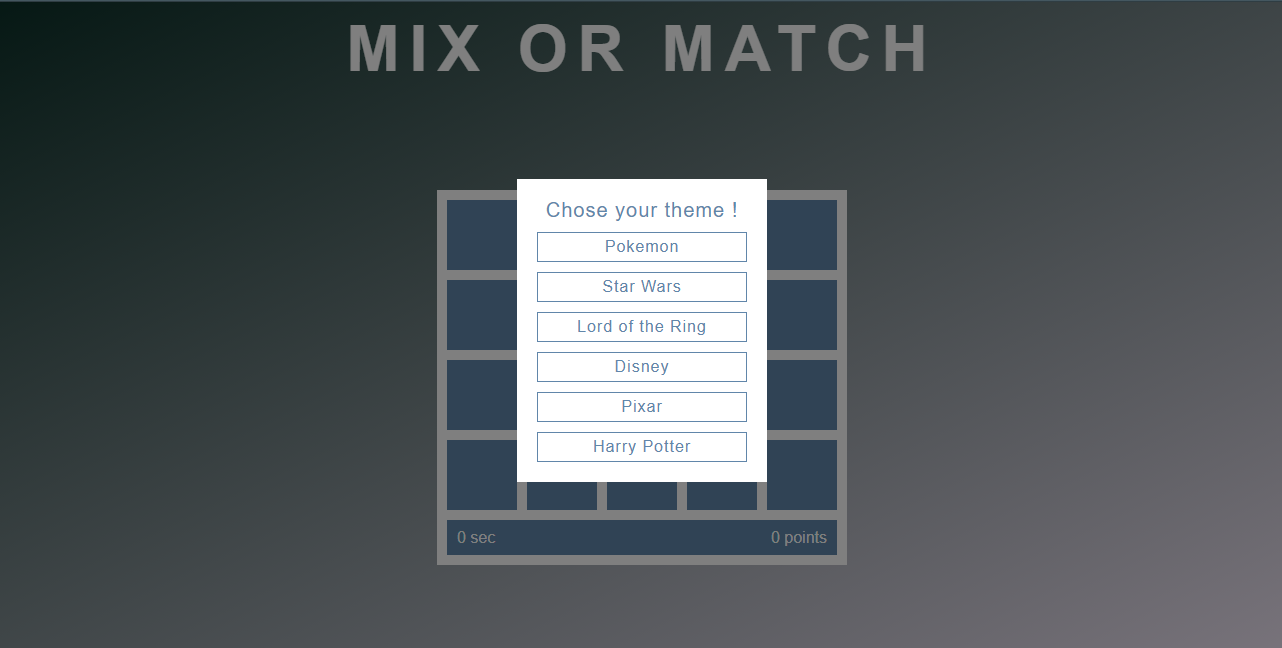 MIX OR MATCH
Chose your theme !
Pokemon
Star Wars
Lord of the Ring
Disney
Pixar
Harry Potter
0 sec
0 points